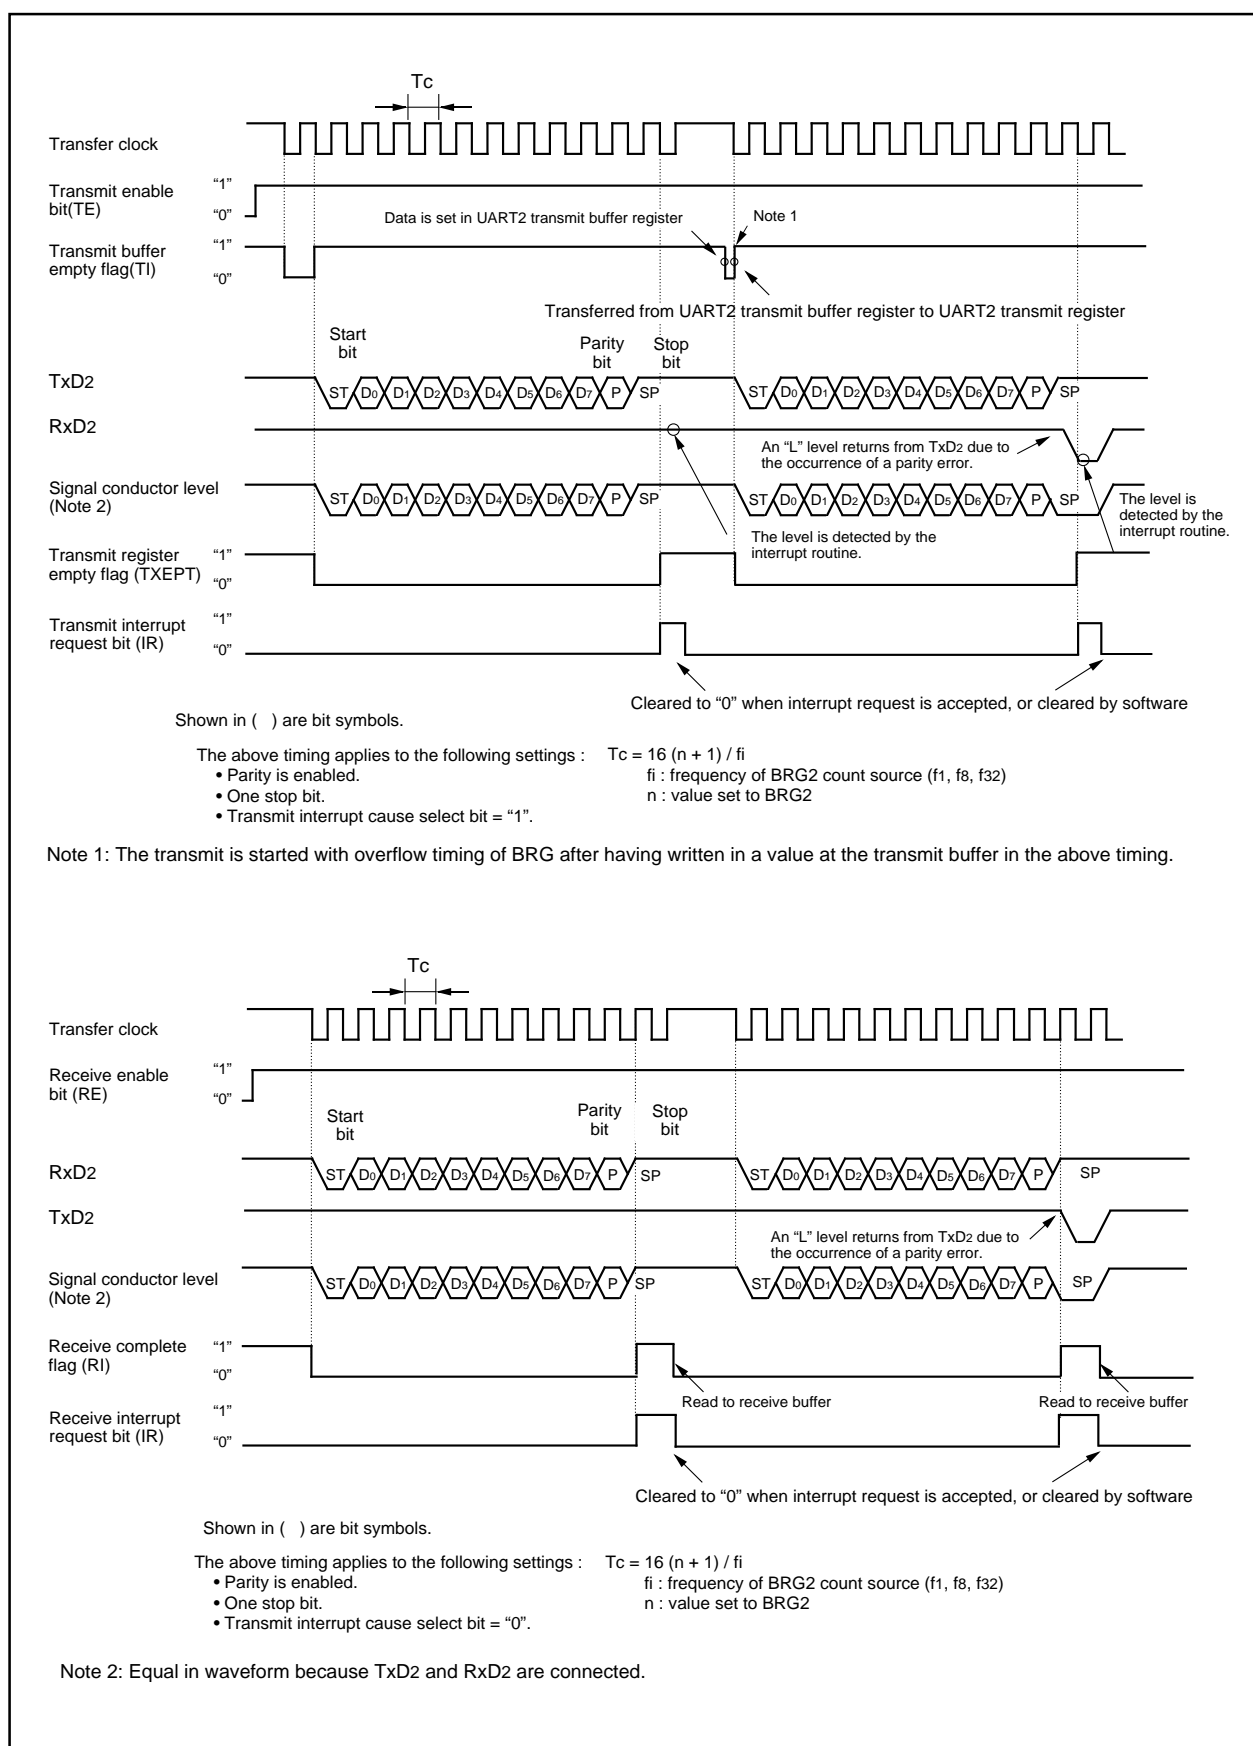 Tc
Transfer clock
Transmit enable
bit(TE)
“1”
“0”
Data is set in UART2 transmit buffer register
Note 1
Transmit buffer
empty flag(TI)
“1”
“0”
Transferred from UART2 transmit buffer register to UART2 transmit register
Start
bit
Parity
bit
Stop
bit
TxD2
ST D0 D1 D2 D3 D4 D5 D6 D7 P SP ST D0 D1 D2 D3 D4 D5 D6 D7 P SP
RxD2
An “L” level returns from TxD2 due to
the occurrence of a parity error.
Signal conductor level
(Note 2)
ST D0 D1 D2 D3 D4 D5 D6 D7 P SP ST D0 D1 D2 D3 D4 D5 D6 D7 P SP
The level is
detected by the
interrupt routine.
The level is detected by the
interrupt routine.
Transmit register
empty flag (TXEPT)
“1”
“0”
Transmit interrupt
request bit (IR)
“1”
“0”
Cleared to “0” when interrupt request is accepted, or cleared by software
Shown in ( ) are bit symbols.
The above timing applies to the following settings :
• Parity is enabled.
• One stop bit.
• Transmit interrupt cause select bit = “1”.
Tc = 16 (n + 1) / fi
fi : frequency of BRG2 count source (f1, f8, f32)
n : value set to BRG2
Note 1: The transmit is started with overflow timing of BRG after having written in a value at the transmit buffer in the above timing.
Tc
Transfer clock
Receive enable
bit (RE)
“1”
“0”
Start
bit
Parity
bit
Stop
bit
RxD2
ST D0 D1 D2 D3 D4 D5 D6 D7 P SP ST D0 D1 D2 D3 D4 D5 D6 D7 P SP
TxD2
An “L” level returns from TxD2 due to
the occurrence of a parity error.
Signal conductor level
(Note 2)
ST D0 D1 D2 D3 D4 D5 D6 D7 P SP ST D0 D1 D2 D3 D4 D5 D6 D7 P SP
Receive complete
flag (RI)
“1”
“0”
Read to receive buffer
Read to receive buffer
Receive interrupt
request bit (IR)
“1”
“0”
Cleared to “0” when interrupt request is accepted, or cleared by software
Shown in ( ) are bit symbols.
The above timing applies to the following settings :
• Parity is enabled.
• One stop bit.
• Transmit interrupt cause select bit = “0”.
Tc = 16 (n + 1) / fi
fi : frequency of BRG2 count source (f1, f8, f32)
n : value set to BRG2
Note 2: Equal in waveform because TxD2 and RxD2 are connected.